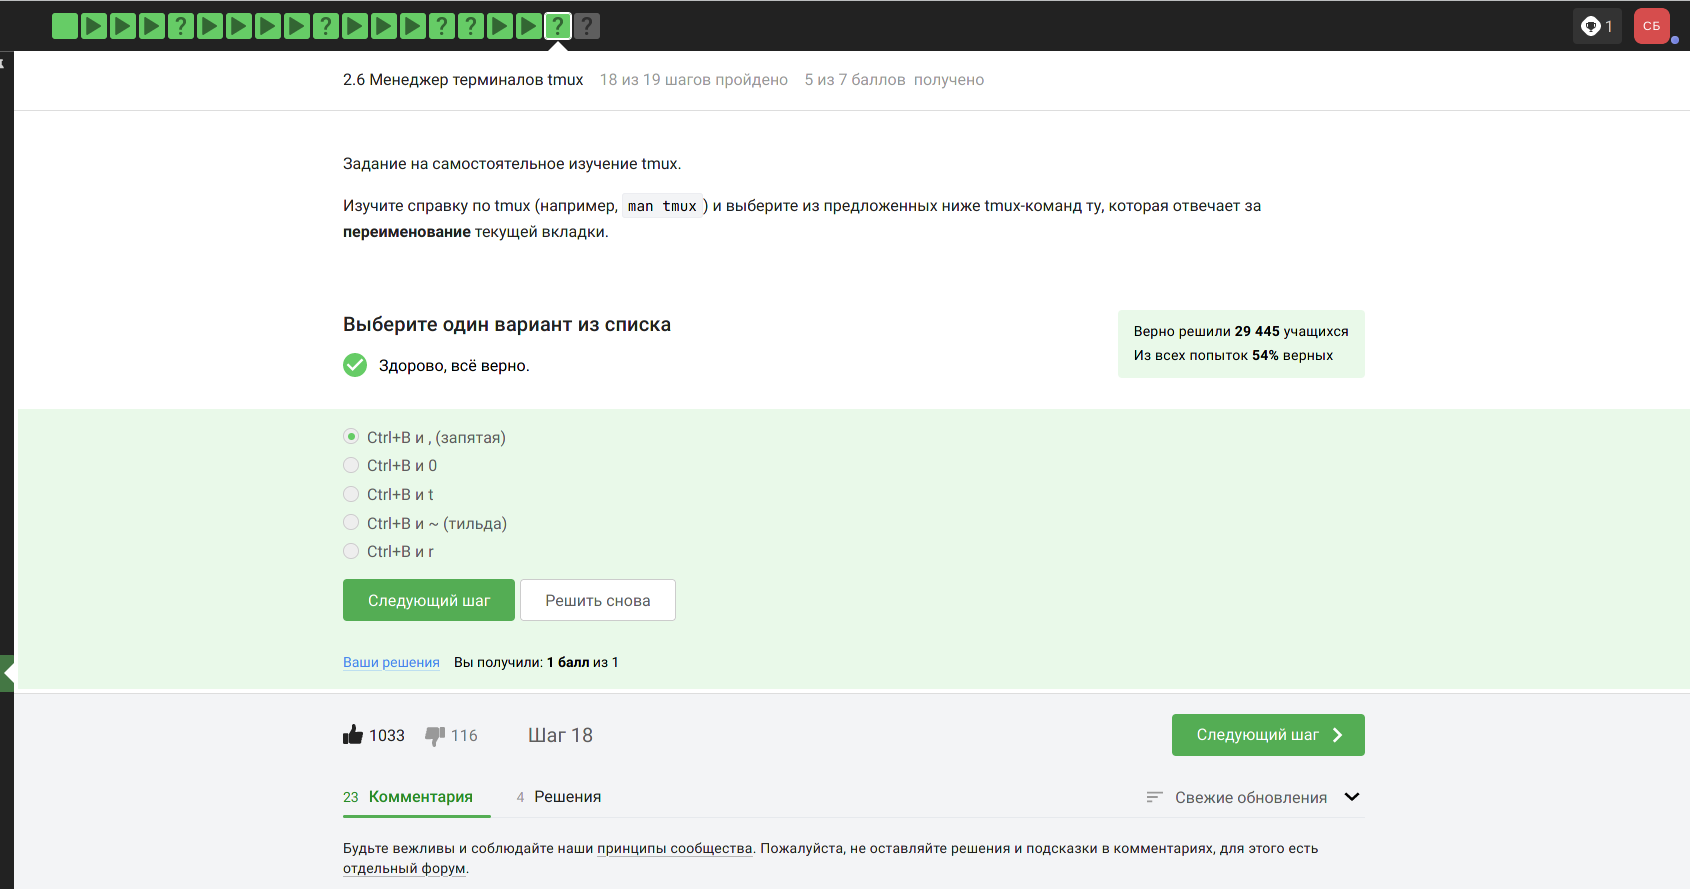 ? ? ? ? ? ?
1
СБ
2.6 Менеджер терминалов tmux 18 из 19 шагов пройдено 5 из 7 баллов получено
Задание на самостоятельное изучение tmux.
Изучите справку по tmux (например, man tmux ) и выберите из предложенных ниже tmux-команд ту, которая отвечает за
переименование текущей вкладки.
Выберите один вариант из списка
Здорово, всё верно.
Верно решили 29 445 учащихся
Из всех попыток 54% верных
Ctrl+B и , (запятая)
Ctrl+B и 0
Ctrl+B и t
Ctrl+B и ~ (тильда)
Ctrl+B и r
Следующий шаг Решить снова
Ваши решения Вы получили: 1 балл из 1
1033 116 Шаг 18
Следующий шаг
23 Комментария 4 Решения
Свежие обновления
Будьте вежливы и соблюдайте наши принципы сообщества. Пожалуйста, не оставляйте решения и подсказки в комментариях, для этого есть
отдельный форум.